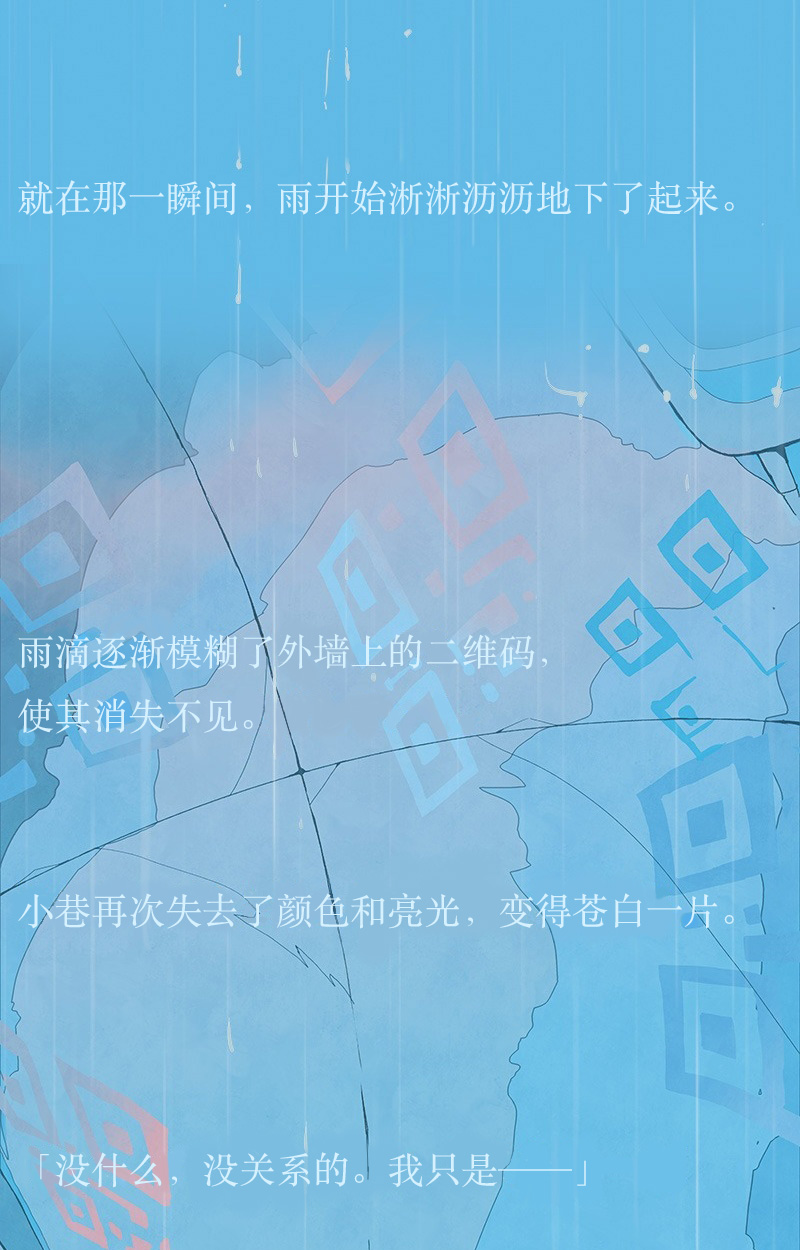 就在那一瞬间，雨开始淅淅沥沥地下了起来。
雨滴逐渐模糊了外墙上的二维码，
使其消失不见。
小巷再次失去了颜色和亮光，变得苍白一片。
「没什么，没关系的。我只是——」